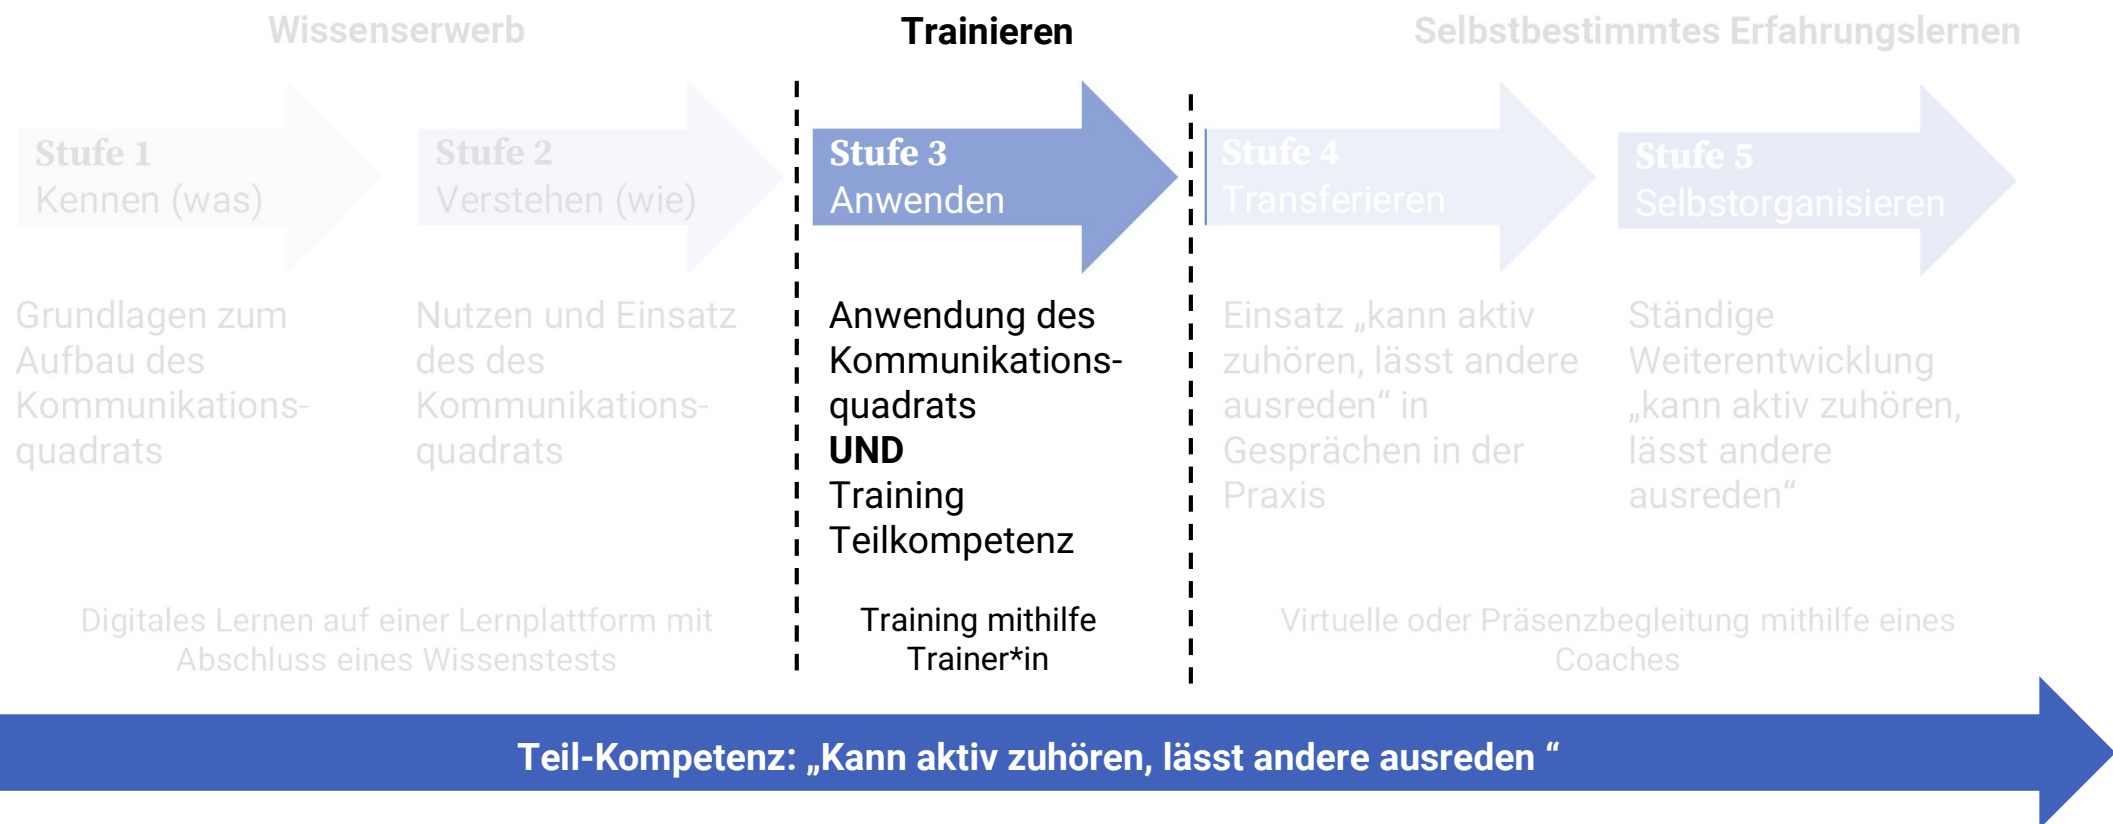 Wissenserwerb
Trainieren
Selbstbestimmtes Erfahrungslernen
Stufe 1
Kennen (was)
Stufe 2
Verstehen (wie)
Stufe 3
Anwenden
Stufe 4
Transferieren
Stufe 5
Selbstorganisieren
Grundlagen zum
Aufbau des
Kommunikations-
quadrats
Nutzen und Einsatz
des des
Kommunikations-
quadrats
Anwendung des
Kommunikations-
quadrats
UND
Training
Teilkompetenz
Einsatz „kann aktiv
zuhören, lässt andere
ausreden“ in
Gesprächen in der
Praxis
Ständige
Weiterentwicklung
„kann aktiv zuhören,
lässt andere
ausreden“
Digitales Lernen auf einer Lernplattform mit
Abschluss eines Wissenstests
Training mithilfe
Trainer*in
Virtuelle oder Präsenzbegleitung mithilfe eines
Coaches
Teil-Kompetenz: „Kann aktiv zuhören, lässt andere ausreden “